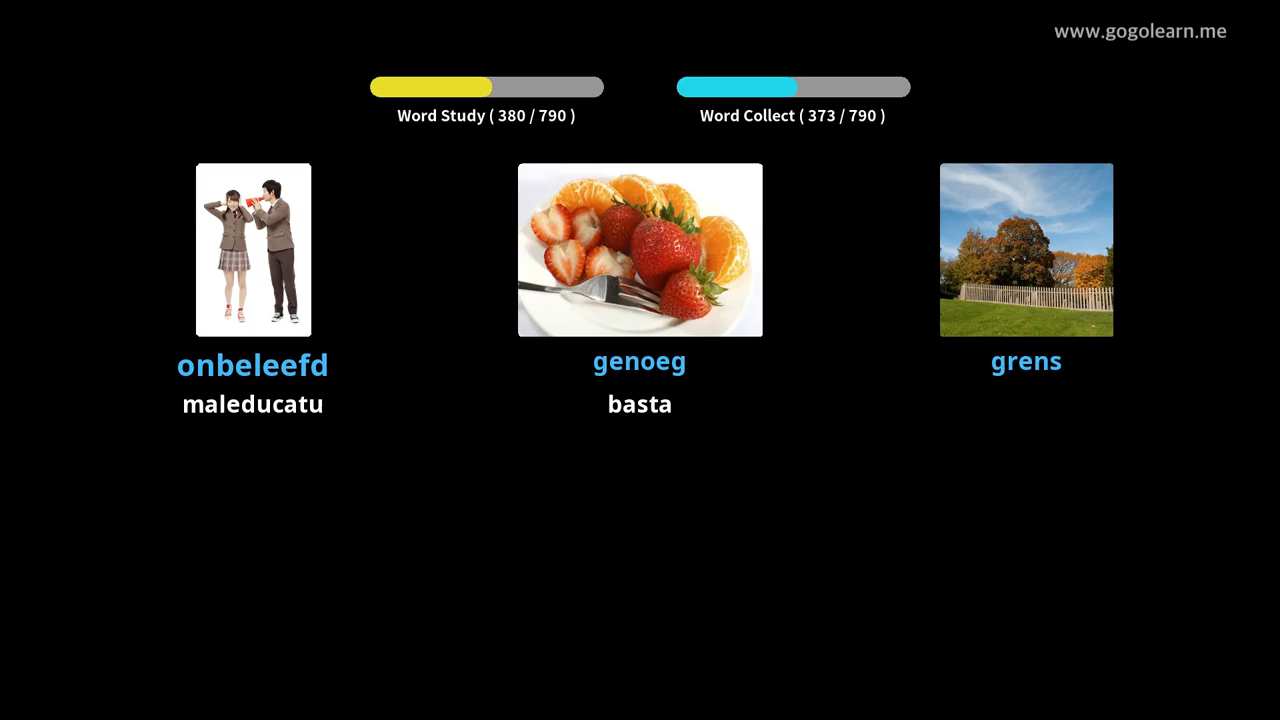 www.gogolearn.me
Word Study ( 380 / 790 )
Word Collect ( 373 / 790 )
onbeleefd
genoeg
grens
maleducatu
basta